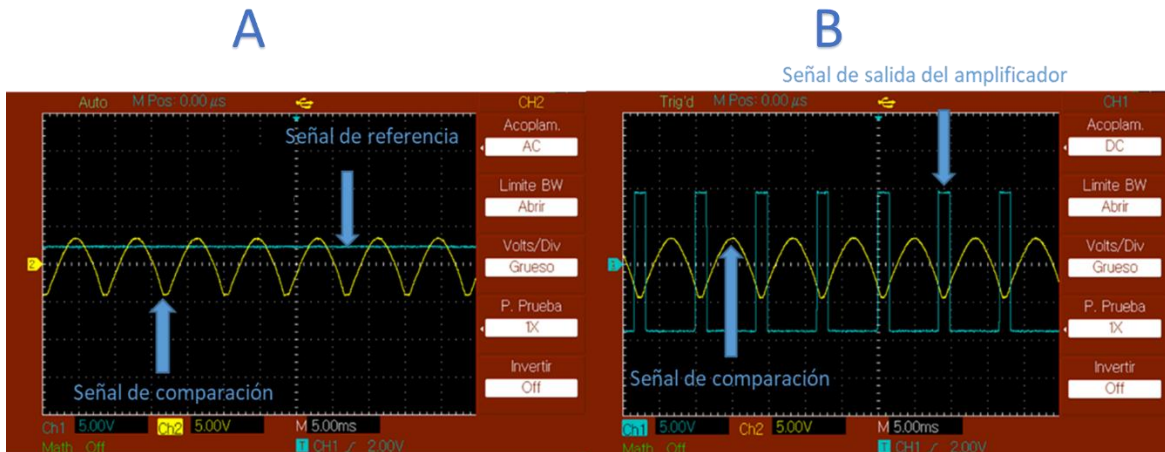 A
B
Señal de salida del amplificador
Auto M Pos: 0.00 µs CH2
Señal de referencia
Acoplam.
AC
Limite BW
Abrir
Volts/Div
Grueso
P. Prueba
1X
Invertir
Off
2
Señal de comparación
Ch1 5.00V Ch2 5.00V M 5.00ms
Math Off T CH1 2.00V
Trig'd M Pos: 0.00 µs CH1
Acoplam.
DC
Limite BW
Abrir
Volts/Div
Grueso
P. Prueba
1X
Invertir
Off
Señal de comparación
Ch1 5.00V Ch2 5.00V M 5.00ms
Math Off T CH1 2.00V